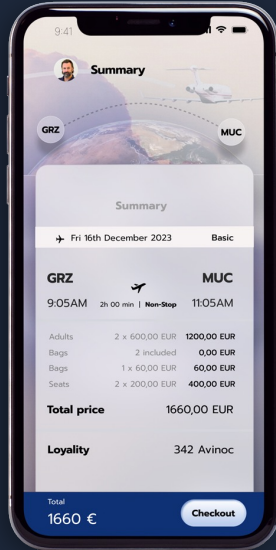 9:41
Summary
GRZ
MUC
Summary
Fri 16th December 2023 Basic
GRZ MUC
9:05AM 2h 00 min | Non-Stop 11:05AM
Adults 2 x 600,00 EUR 1200,00 EUR
Bags 2 included 0,00 EUR
Bags 1 x 60,00 EUR 60,00 EUR
Seats 2 x 200,00 EUR 400,00 EUR
Total price 1660,00 EUR
Loyality 342 Avinoc
Total
1660 €
Checkout